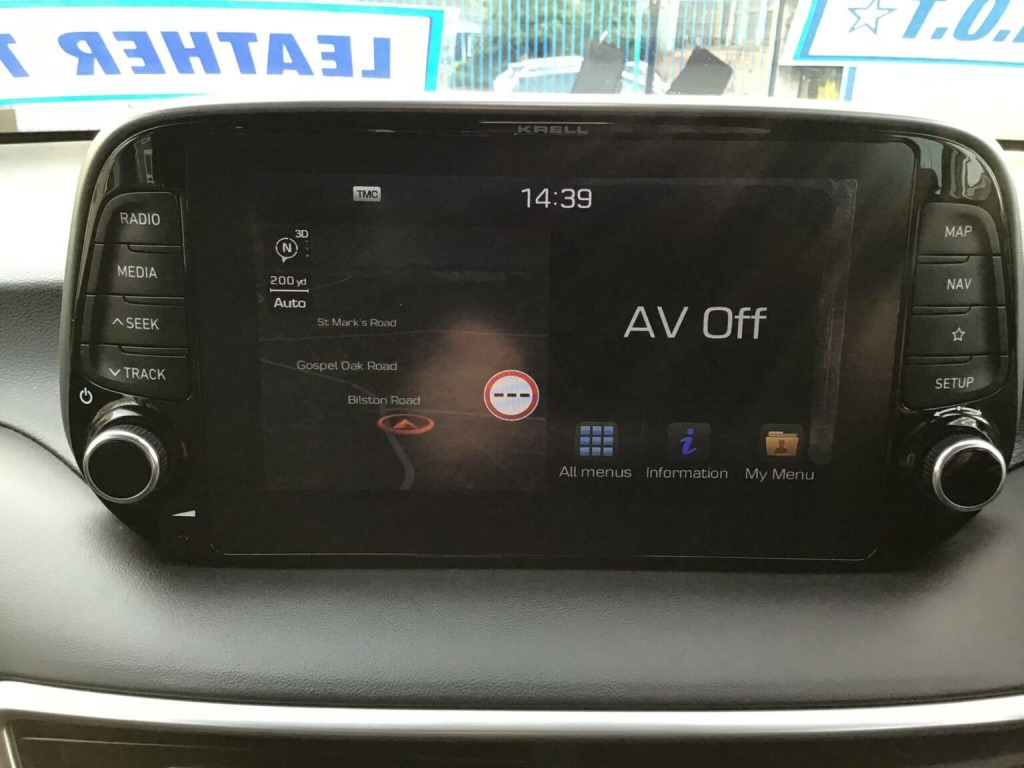 LEATHER T
.O.T
KRELL
TMC
14:39
RADIO
MEDIA
SEEK
TRACK
3D
N
200 yd
Auto
St Mark's Road
Gospel Oak Road
Bilston Road
---
AV Off
All menus
i
Information
My Menu
MAP
NAV
SETUP